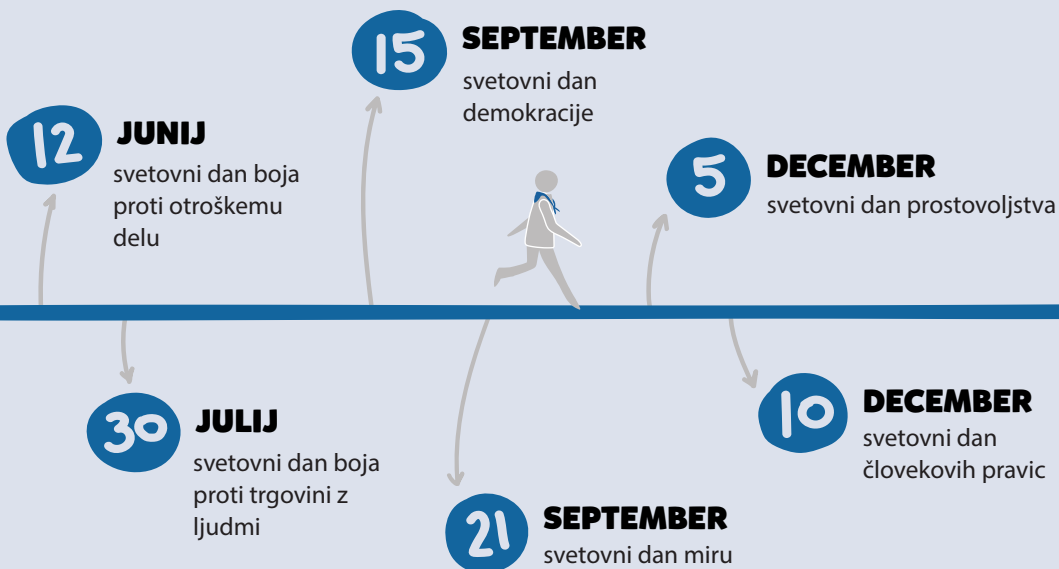 12
JUNIJ
svetovni dan boja
proti otroškemu
delu
30
JULIJ
svetovni dan boja
proti trgovini z
ljudmi
15
SEPTEMBER
svetovni dan
demokracije
21
SEPTEMBER
svetovni dan miru
5
DECEMBER
svetovni dan prostovoljstva
10
DECEMBER
svetovni dan
človekovih pravic